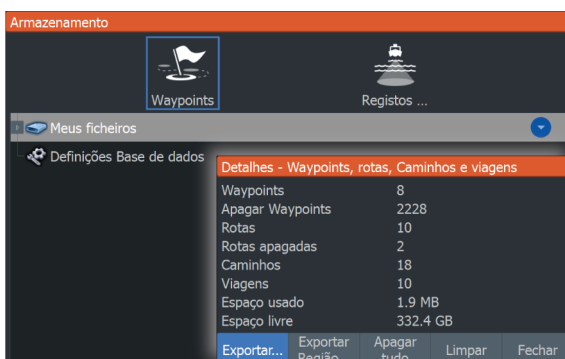 Armazenamento
Waypoints
Registos ...
Meus ficheiros
Definições Base de dados
Detalhes - Waypoints, rotas, Caminhos e viagens
Waypoints 8
Apagar Waypoints 2228
Rotas 10
Rotas apagadas 2
Caminhos 18
Viagens 10
Espaço usado 1.9 MB
Espaço livre 332.4 GB
Exportar...
Exportar
Região
Apagar
tudo
Limpar
Fechar